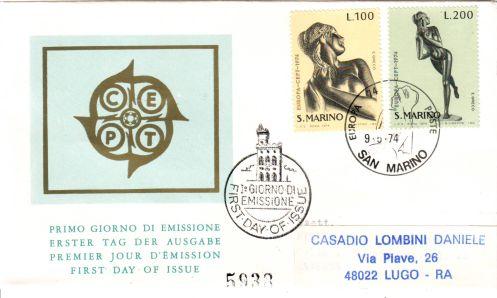 L.100
L.200
EUROPA-CEPT-1974
EUROPA-CEPT-1974
S. MARINO
S. MARINO
C E
P T
EUROPA
POSTE
9-5-74
SAN MARINO
1º GIORNO DI
EMISSIONE
FIRST-DAY-OF-ISSUE
PRIMO GIORNO DI EMISSIONE
ERSTER TAG DER AUSGABE
PREMIER JOUR D'ÉMISSION
FIRST DAY OF ISSUE
5938
CASADIO LOMBINI DANIELE
Via Piave, 26
48022 LUGO - RA